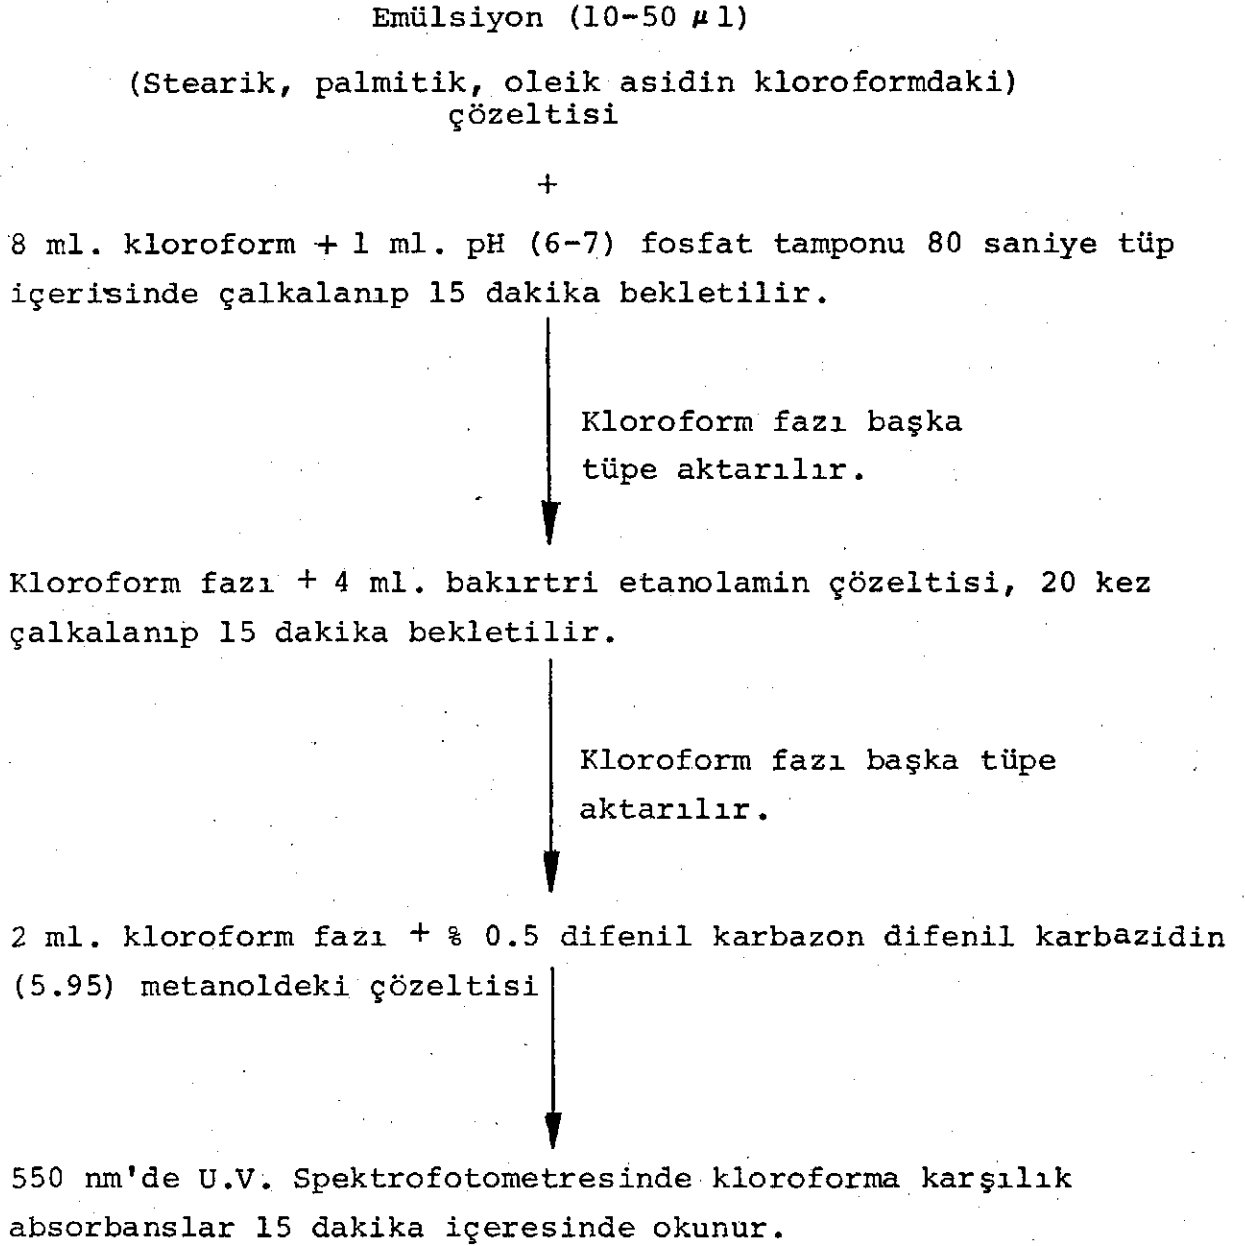 Emülsiyon (10-50 µl)
(Stearik, palmitik, oleik asidin kloroformdaki)
çözeltisi
+
8 ml. kloroform + 1 ml. pH (6-7) fosfat tamponu 80 saniye tüp
içerisinde çalkalanıp 15 dakika bekletilir.
Kloroform fazı başka
tüpe aktarılır.
Kloroform fazı + 4 ml. bakırtri etanolamin çözeltisi, 20 kez
çalkalanıp 15 dakika bekletilir.
Kloroform fazı başka tüpe
aktarılır.
2 ml. kloroform fazı + % 0.5 difenil karbazon difenil karbazidin
(5.95) metanoldeki çözeltisi
550 nm'de U.V. Spektrofotometresinde kloroforma karşılık
absorbanslar 15 dakika içeresinde okunur.